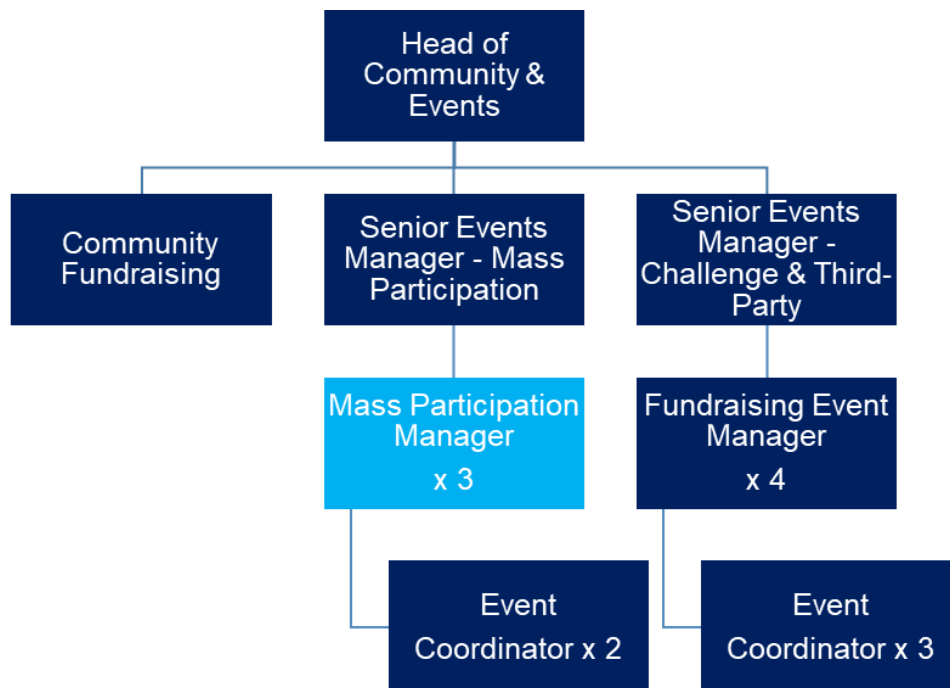 Head of
Community &
Events
Community
Fundraising
Senior Events
Manager - Mass
Participation
Senior Events
Manager -
Challenge & Third-
Party
Mass Participation
Manager
x 3
Fundraising Event
Manager
x 4
Event
Coordinator x 2
Event
Coordinator x 3